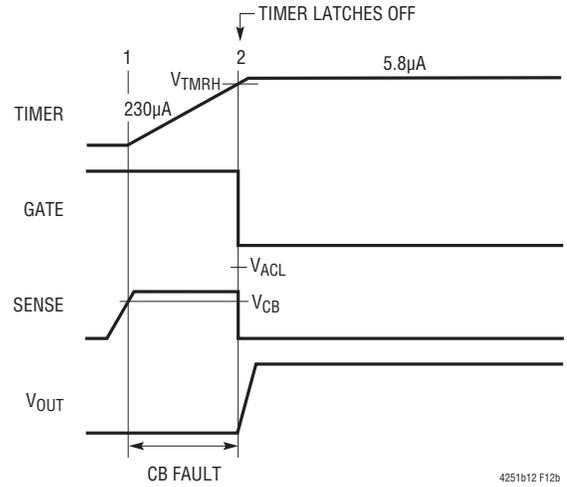 TIMER LATCHES OFF
1
2
5.8µA
VTMRH
230µA
TIMER
GATE
VACL
SENSE
VCB
VOUT
CB FAULT
4251b12 F12b